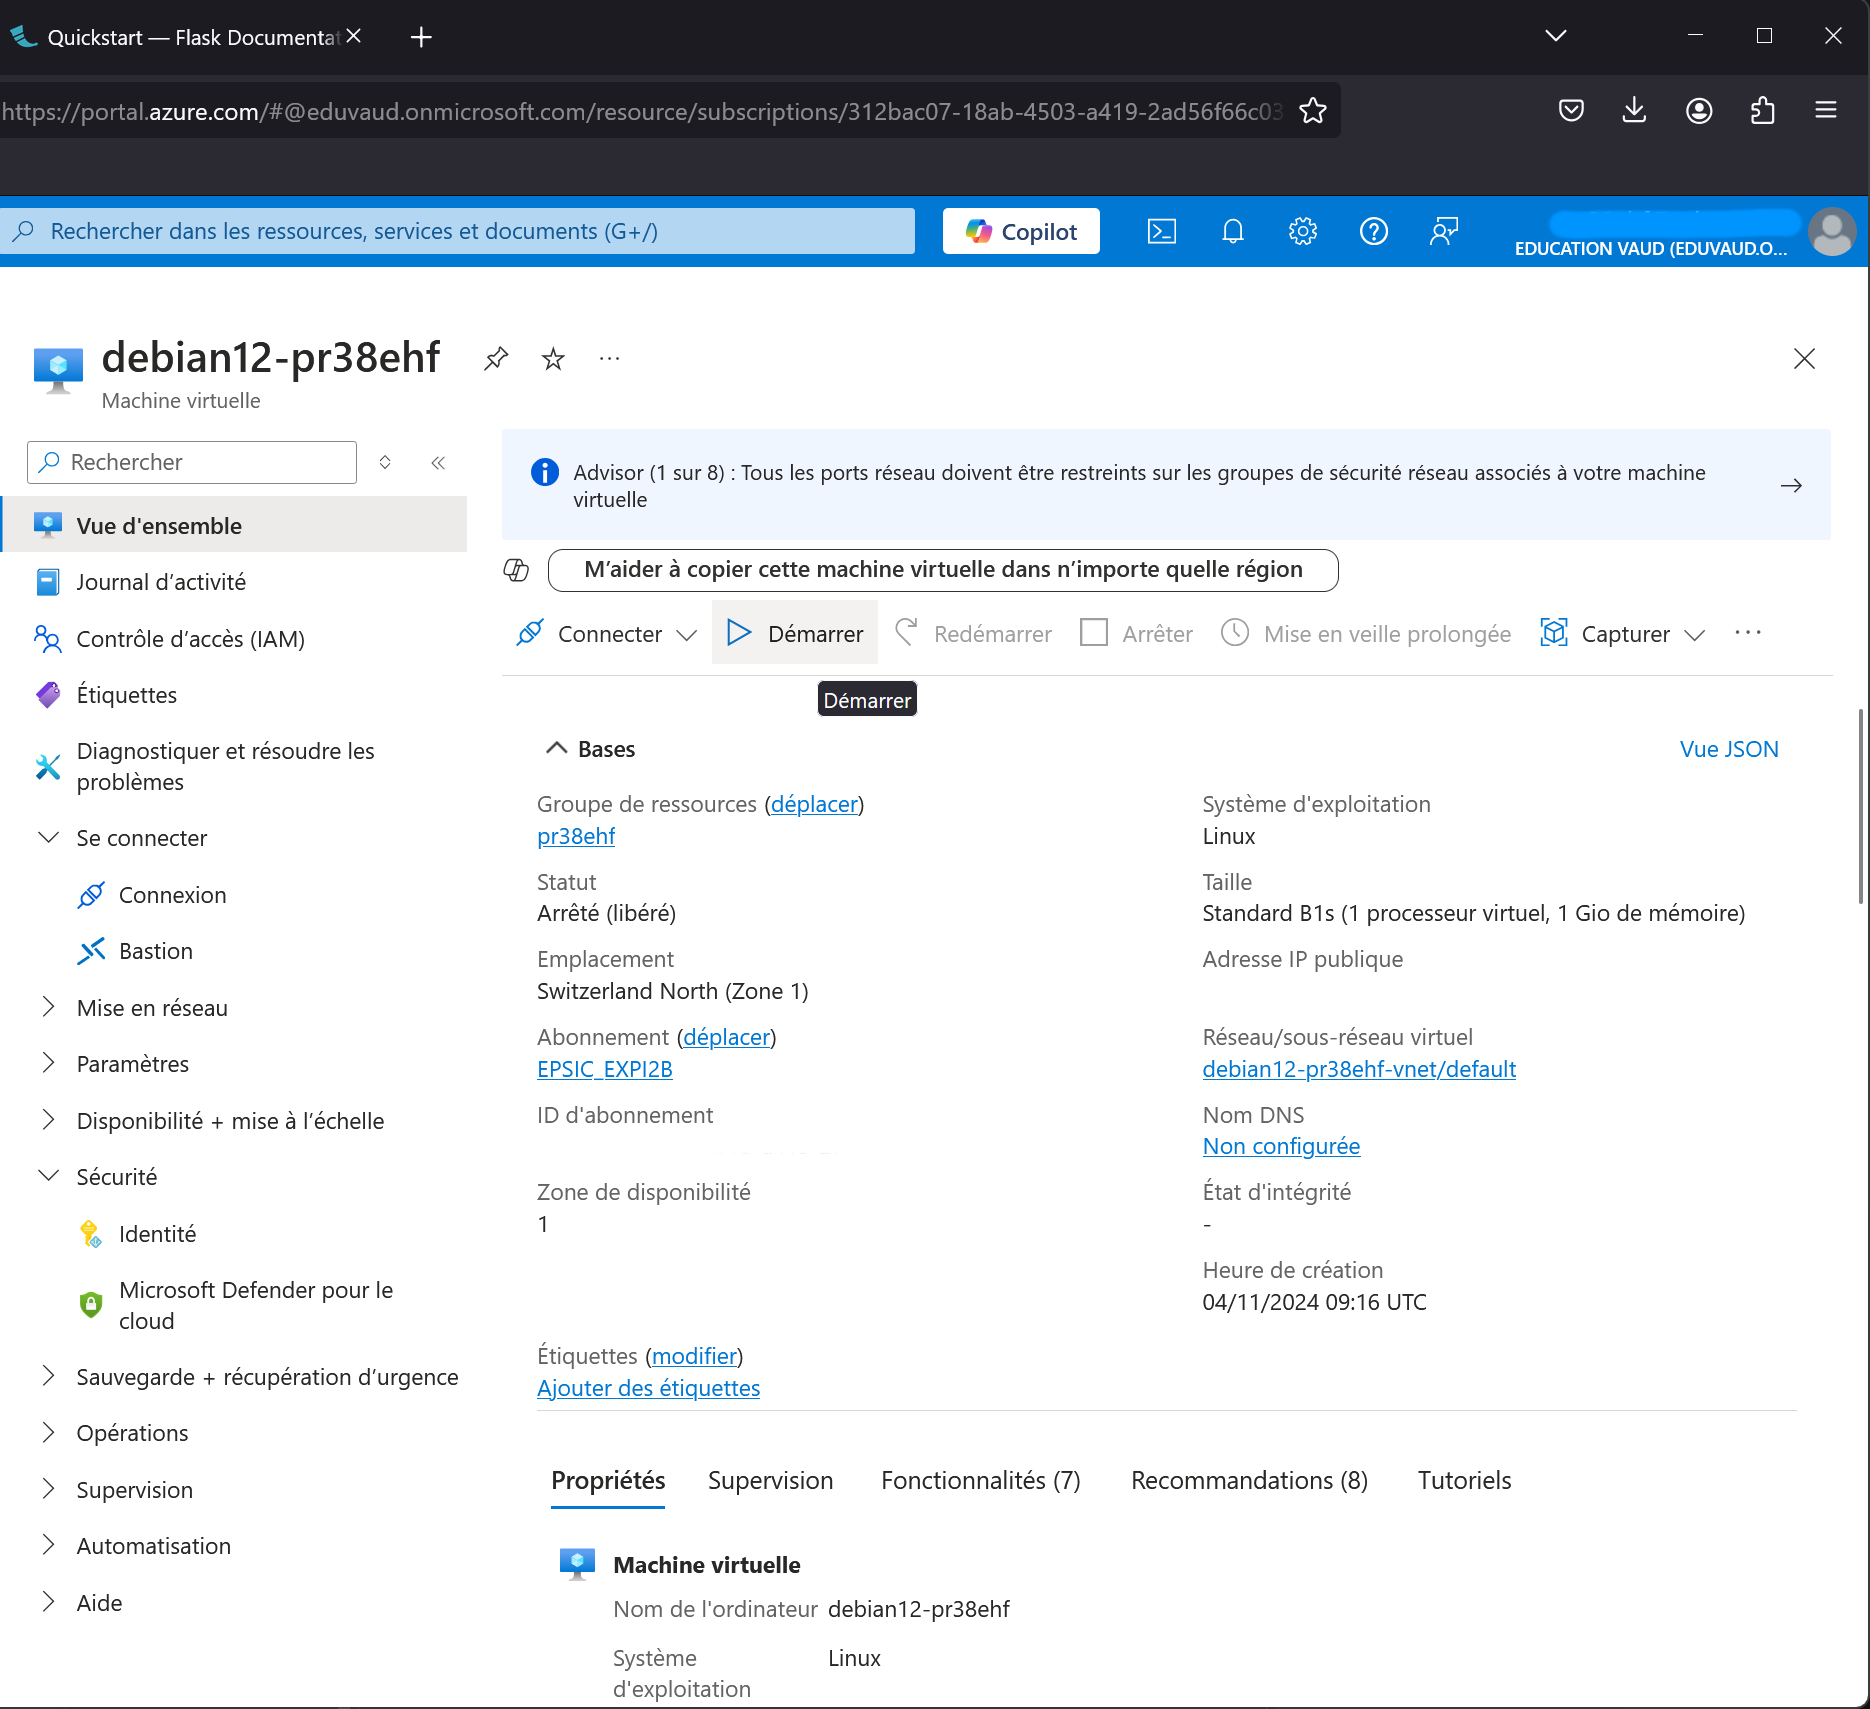 Quickstart — Flask Documentat
https://portal.azure.com/#@eduvaud.onmicrosoft.com/resource/subscriptions/312bac07-18ab-4503-a419-2ad56f66c03
Rechercher dans les ressources, services et documents (G+/)
Copilot
EDUCATION VAUD (EDUVAUD.O...
debian12-pr38ehf
Machine virtuelle
Rechercher
Advisor (1 sur 8) : Tous les ports réseau doivent être restreints sur les groupes de sécurité réseau associés à votre machine
virtuelle
M’aider à copier cette machine virtuelle dans n’importe quelle région
Connecter
Démarrer
Redémarrer
Arrêter
Mise en veille prolongée
Capturer
Démarrer
Vue d'ensemble
Journal d’activité
Contrôle d’accès (IAM)
Étiquettes
Diagnostiquer et résoudre les
problèmes
Se connecter
Connexion
Bastion
Mise en réseau
Paramètres
Disponibilité + mise à l’échelle
Sécurité
Identité
Microsoft Defender pour le
cloud
Sauvegarde + récupération d’urgence
Opérations
Supervision
Automatisation
Aide
Bases
Vue JSON
Groupe de ressources (déplacer)
pr38ehf
Statut
Arrêté (libéré)
Emplacement
Switzerland North (Zone 1)
Abonnement (déplacer)
EPSIC_EXPI2B
ID d'abonnement
Zone de disponibilité
1
Système d'exploitation
Linux
Taille
Standard B1s (1 processeur virtuel, 1 Gio de mémoire)
Adresse IP publique
Réseau/sous-réseau virtuel
debian12-pr38ehf-vnet/default
Nom DNS
Non configurée
État d'intégrité
-
Heure de création
04/11/2024 09:16 UTC
Étiquettes (modifier)
Ajouter des étiquettes
Propriétés
Supervision
Fonctionnalités (7)
Recommandations (8)
Tutoriels
Machine virtuelle
Nom de l'ordinateur debian12-pr38ehf
Système Linux
d'exploitation